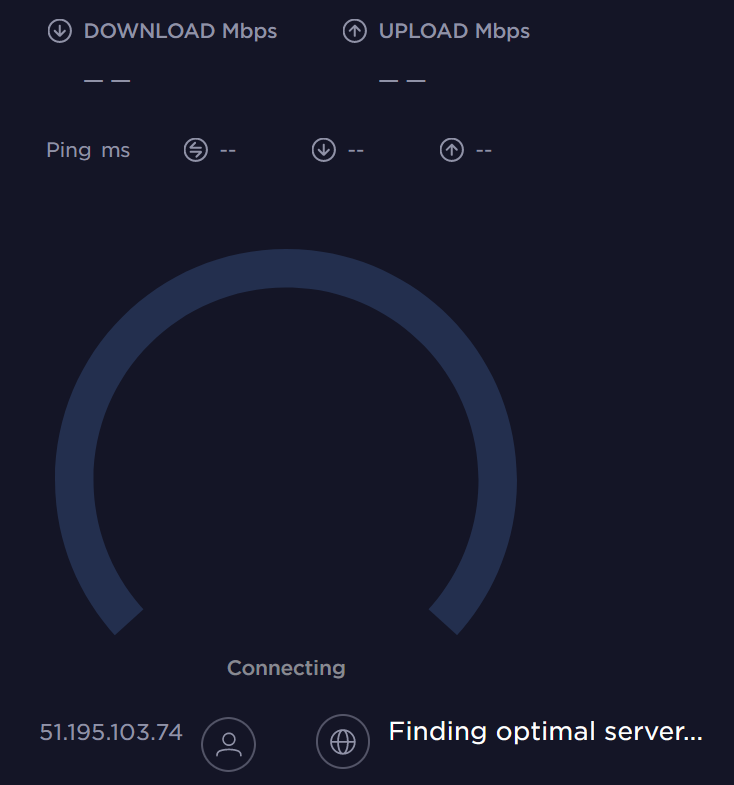 DOWNLOAD Mbps UPLOAD Mbps
— — — —
Ping ms -- -- --
Connecting
51.195.103.74 Finding optimal server...